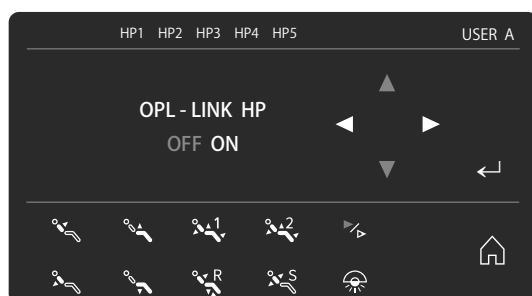 HP1 HP2 HP3 HP4 HP5 USER A
OPL - LINK HP
OFF ON
1 2
R S